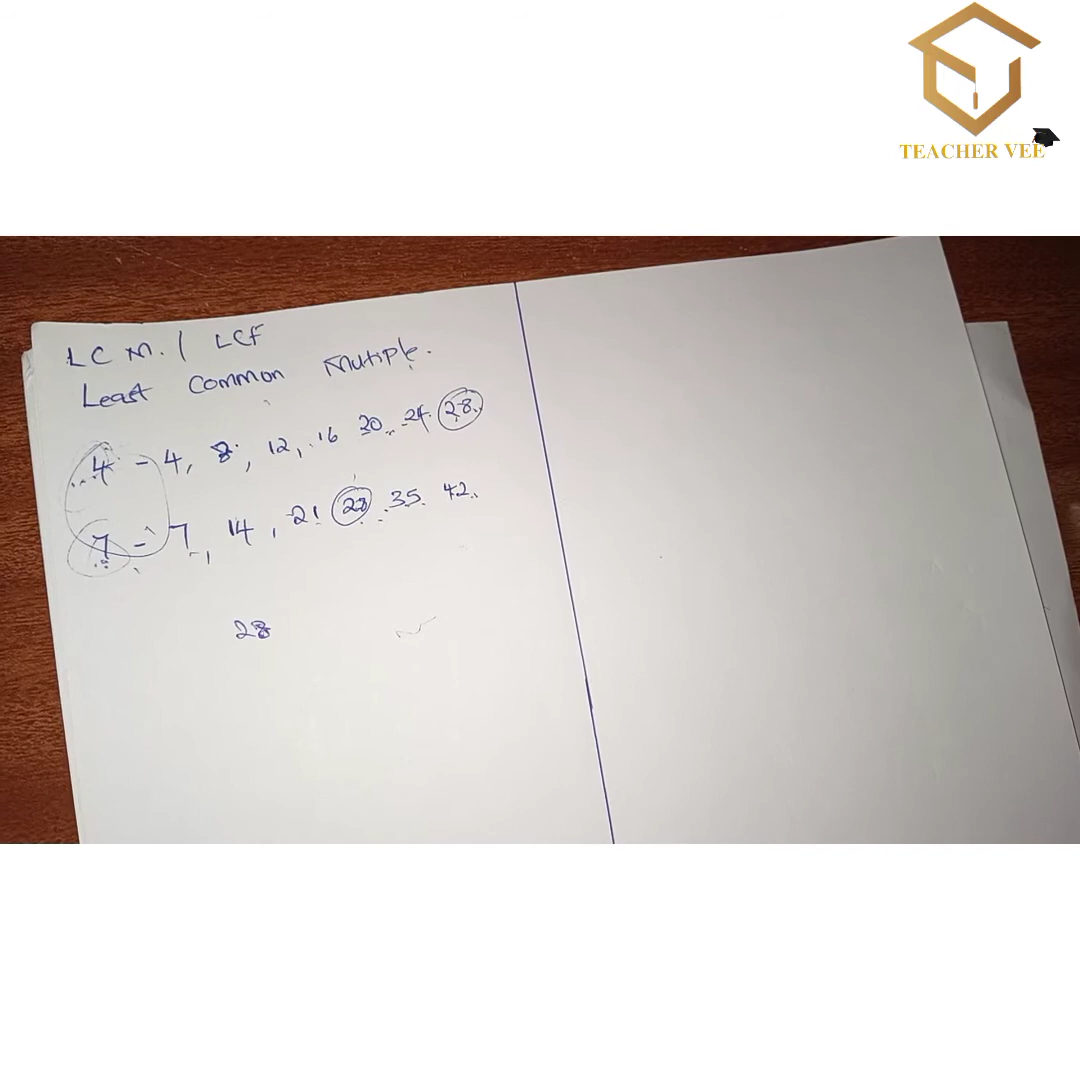 TEACHER VEE
LCM. / LCF
Least Common Mutiple.
4 - 4, 8, 12, 16 20 24 28
7 - 7, 14, 21 28 35 42
28